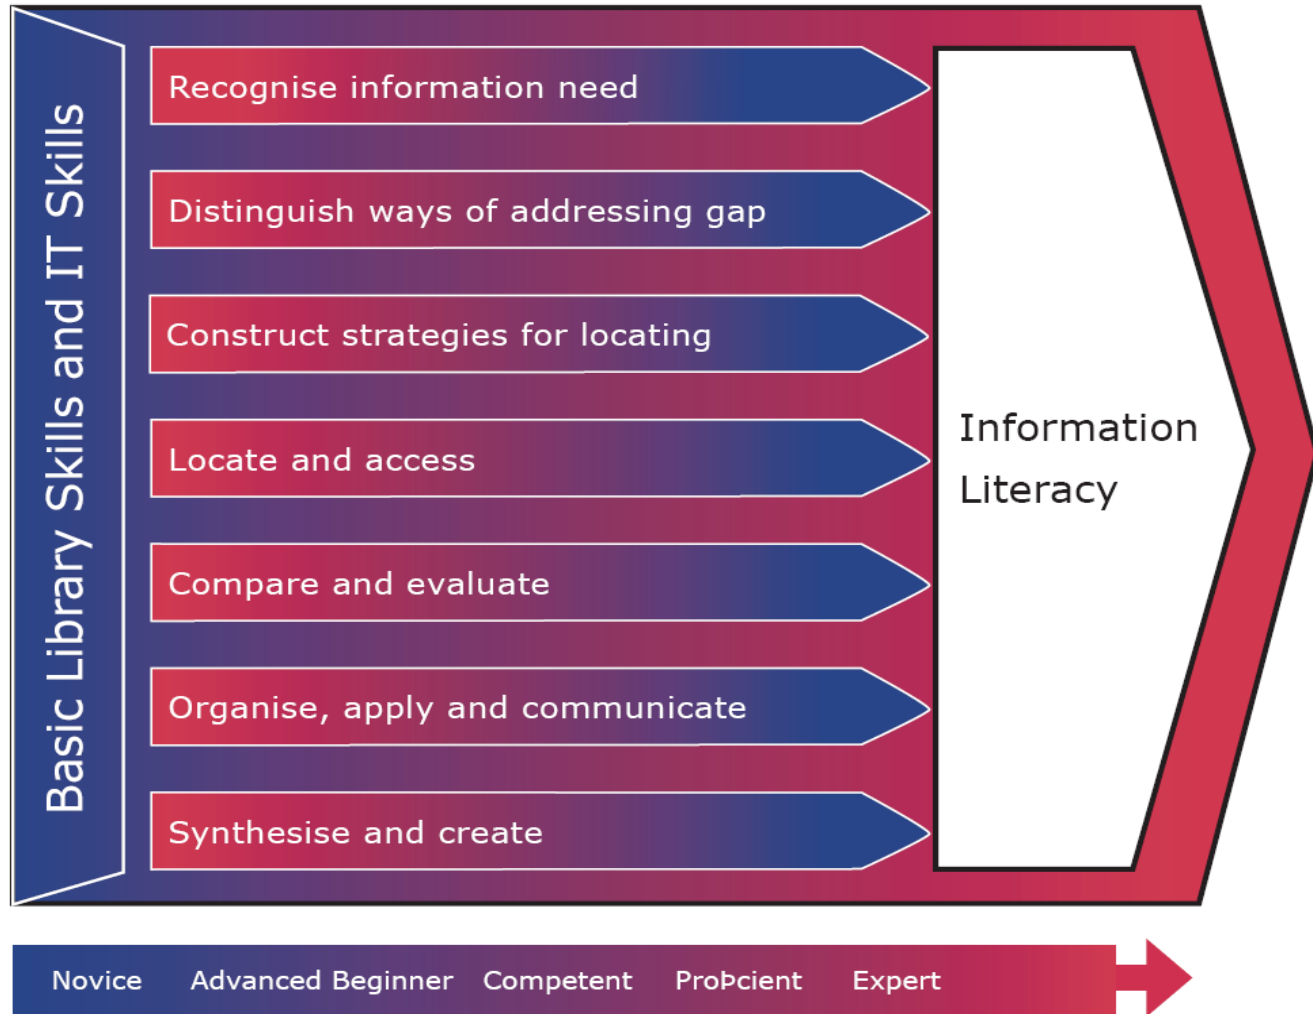 Basic Library Skills and IT Skills
Recognise information need
Distinguish ways of addressing gap
Construct strategies for locating
Locate and access
Compare and evaluate
Organise, apply and communicate
Synthesise and create
Information
Literacy
Novice Advanced Beginner Competent ProÞcient Expert